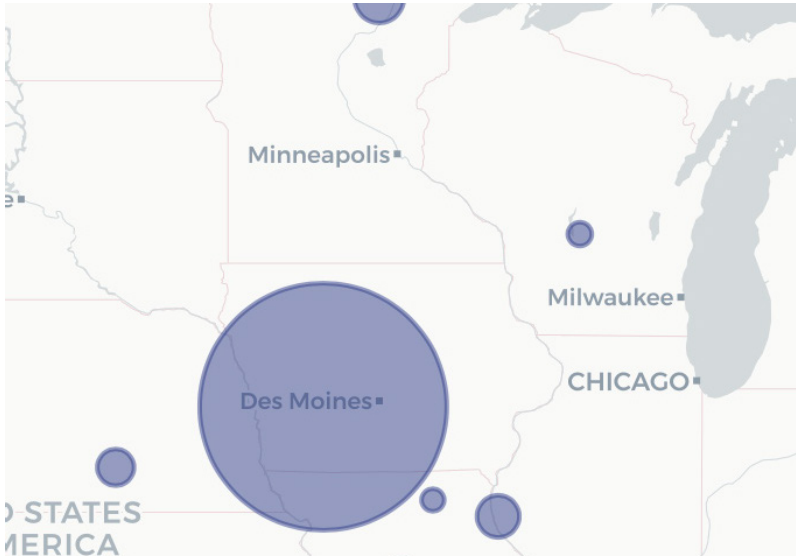 Minneapolis
e
Milwaukee
CHICAGO
Des Moines
D STATES
MERICA